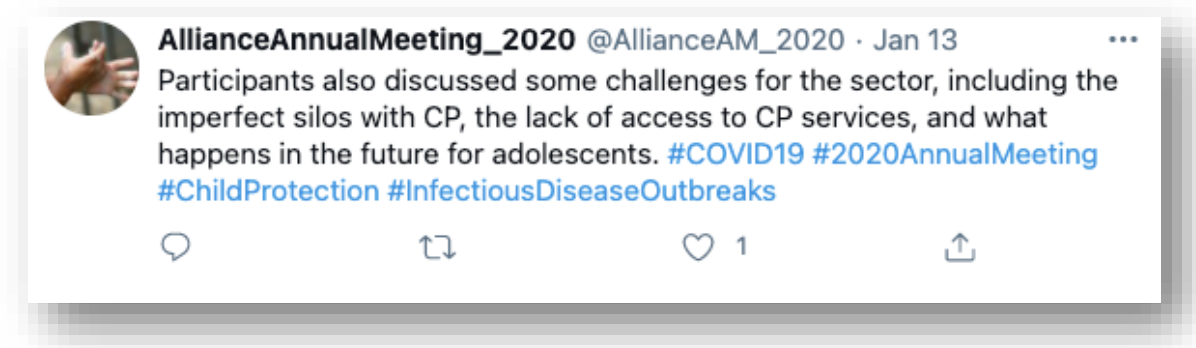 AllianceAnnualMeeting_2020 @AllianceAM_2020 · Jan 13
Participants also discussed some challenges for the sector, including the
imperfect silos with CP, the lack of access to CP services, and what
happens in the future for adolescents. #COVID19 #2020AnnualMeeting
#ChildProtection #InfectiousDiseaseOutbreaks
1